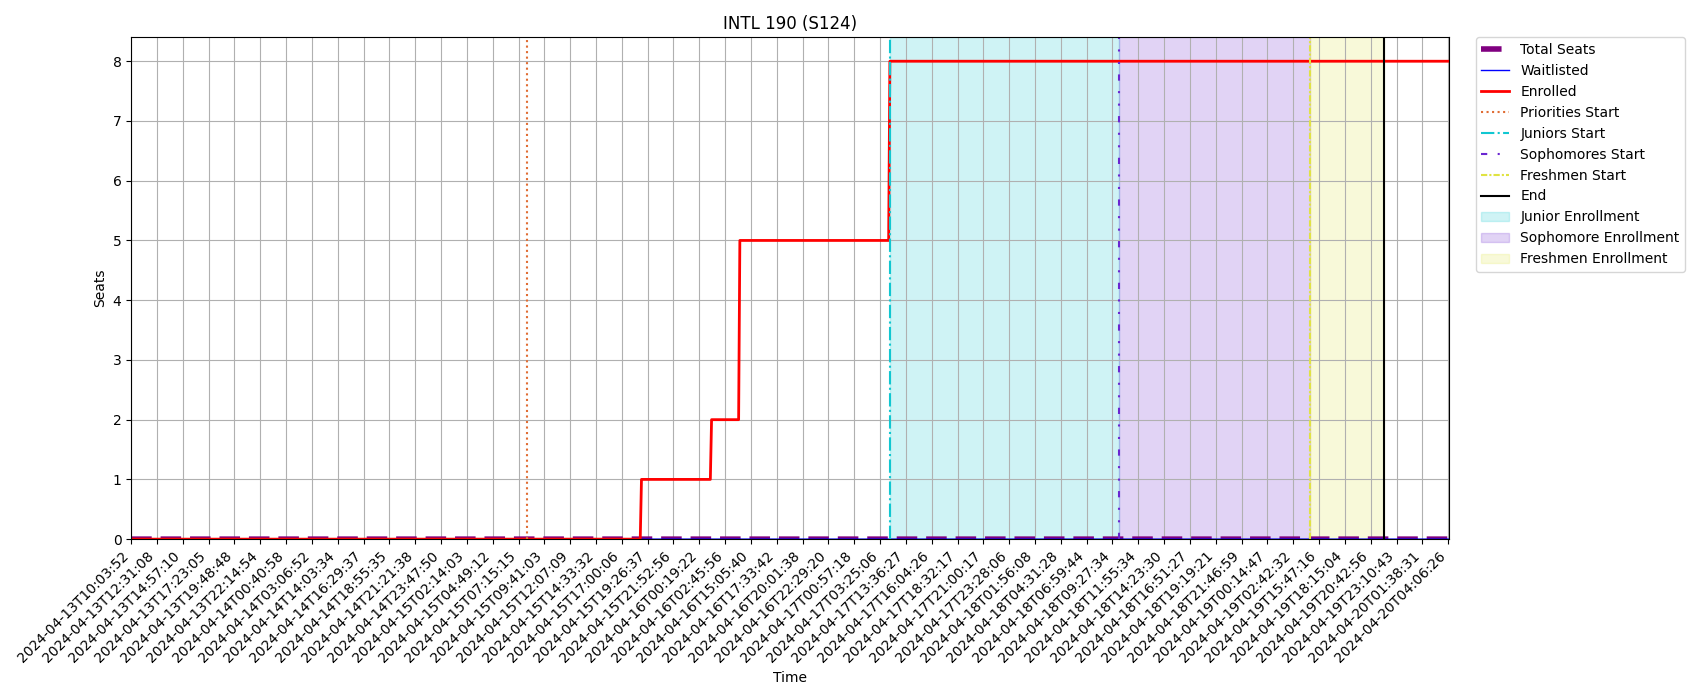 INTL 190 (S124)
Total Seats
Waitlisted
Enrolled
Priorities Start
Juniors Start
Sophomores Start
Freshmen Start
End
Junior Enrollment
Sophomore Enrollment
Freshmen Enrollment
Seats
8
7
6
5
4
3
2
1
0
2024-04-13T10:03:52
2024-04-13T12:31:08
2024-04-13T14:57:10
2024-04-13T17:23:05
2024-04-13T19:48:48
2024-04-13T22:14:54
2024-04-14T00:40:58
2024-04-14T03:06:52
2024-04-14T14:03:34
2024-04-14T16:29:37
2024-04-14T18:55:35
2024-04-14T21:21:38
2024-04-14T23:47:50
2024-04-15T02:14:03
2024-04-15T04:49:12
2024-04-15T07:15:15
2024-04-15T09:41:03
2024-04-15T12:07:09
2024-04-15T14:33:32
2024-04-15T17:00:06
2024-04-15T19:26:37
2024-04-15T21:52:56
2024-04-16T00:19:22
2024-04-16T02:45:56
2024-04-16T15:05:40
2024-04-16T17:33:42
2024-04-16T20:01:38
2024-04-16T22:29:20
2024-04-17T00:57:18
2024-04-17T03:25:06
2024-04-17T13:36:27
2024-04-17T16:04:26
2024-04-17T18:32:17
2024-04-17T21:00:17
2024-04-17T23:28:06
2024-04-18T01:56:08
2024-04-18T04:31:28
2024-04-18T06:59:44
2024-04-18T09:27:34
2024-04-18T11:55:34
2024-04-18T14:23:30
2024-04-18T16:51:27
2024-04-18T19:19:21
2024-04-18T21:46:59
2024-04-19T00:14:47
2024-04-19T02:42:32
2024-04-19T15:47:16
2024-04-19T18:15:04
2024-04-19T20:42:56
2024-04-19T23:10:43
2024-04-20T01:38:31
2024-04-20T04:06:26
Time